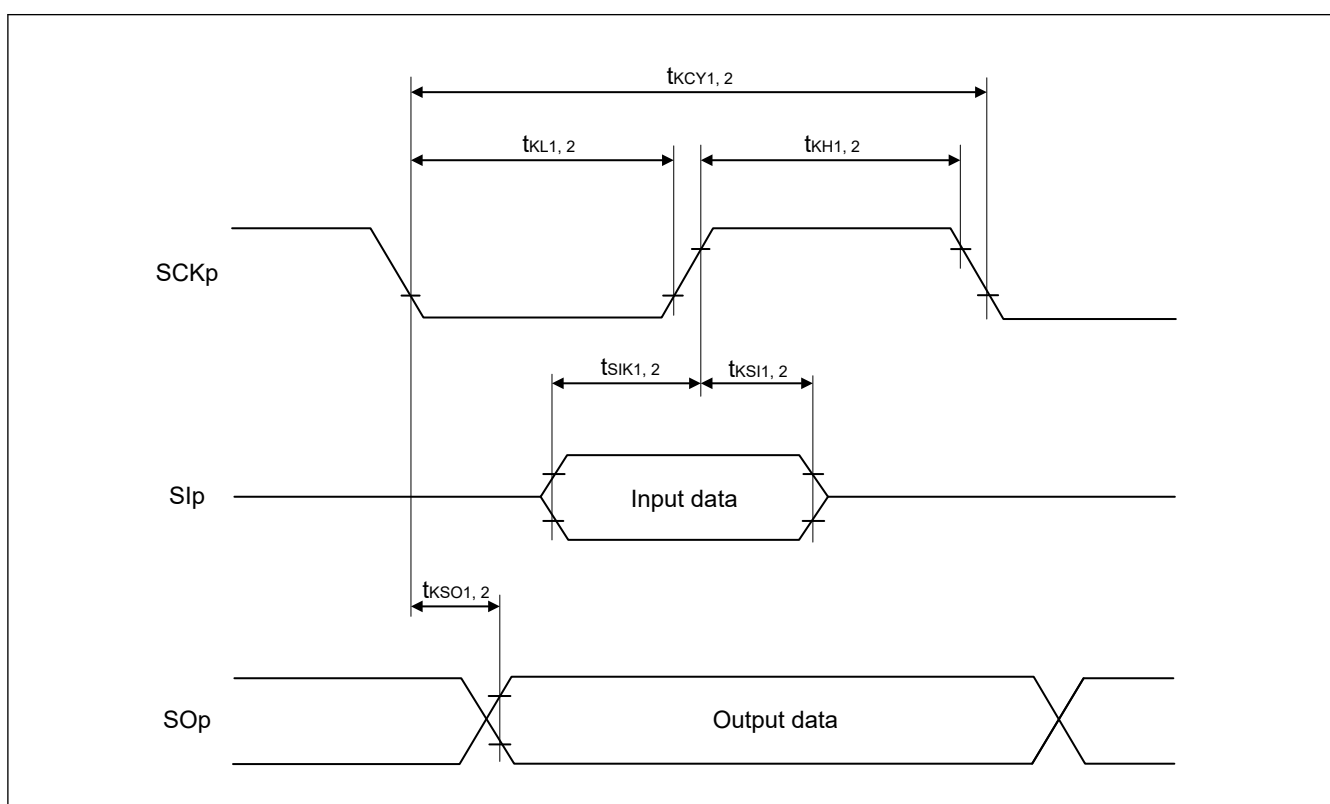 tKCY1, 2
tKL1, 2
tKH1, 2
SCKp
tSIK1, 2
tKSI1, 2
SIp
Input data
tKSO1, 2
SOp
Output data